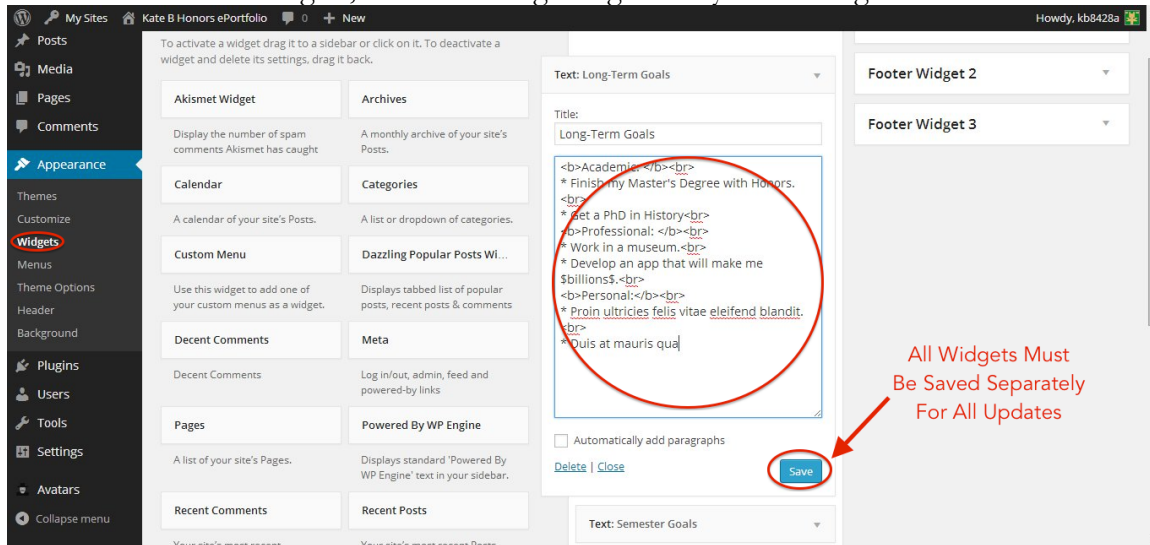 My Sites
Kate B Honors ePortfolio
0
+ New
Howdy, kb8428a
Posts
Media
Pages
Comments
Appearance
Themes
Customize
Widgets
Menus
Theme Options
Header
Background
Plugins
Users
Tools
Settings
Avatars
Collapse menu
To activate a widget drag it to a sidebar or click on it. To deactivate a
widget and delete its settings, drag it back.
Akismet Widget
Display the number of spam
comments Akismet has caught
Archives
A monthly archive of your site's
Posts.
Calendar
A calendar of your site's Posts.
Categories
A list or dropdown of categories.
Custom Menu
Use this widget to add one of
your custom menus as a widget.
Dazzling Popular Posts Wi...
Displays tabbed list of popular
posts, recent posts & comments
Decent Comments
Decent Comments
Meta
Log in/out, admin, feed and
powered-by links
Pages
A list of your site's Pages.
Powered By WP Engine
Displays standard 'Powered By
WP Engine' text in your sidebar.
Recent Comments
Recent Posts
Text: Long-Term Goals
Title:
Long-Term Goals
<b>Academic: </b><br>
* Finish my Master's Degree with Honors.
<br>
* Get a PhD in History<br>
<b>Professional: </b><br>
* Work in a museum.<br>
* Develop an app that will make me
$billions$.<br>
<b>Personal:</b><br>
* Proin ultricies felis vitae eleifend blandit.
<br>
* Duis at mauris qua
Automatically add paragraphs
Delete | Close
Save
Text: Semester Goals
Footer Widget 2
Footer Widget 3
All Widgets Must
Be Saved Separately
For All Updates